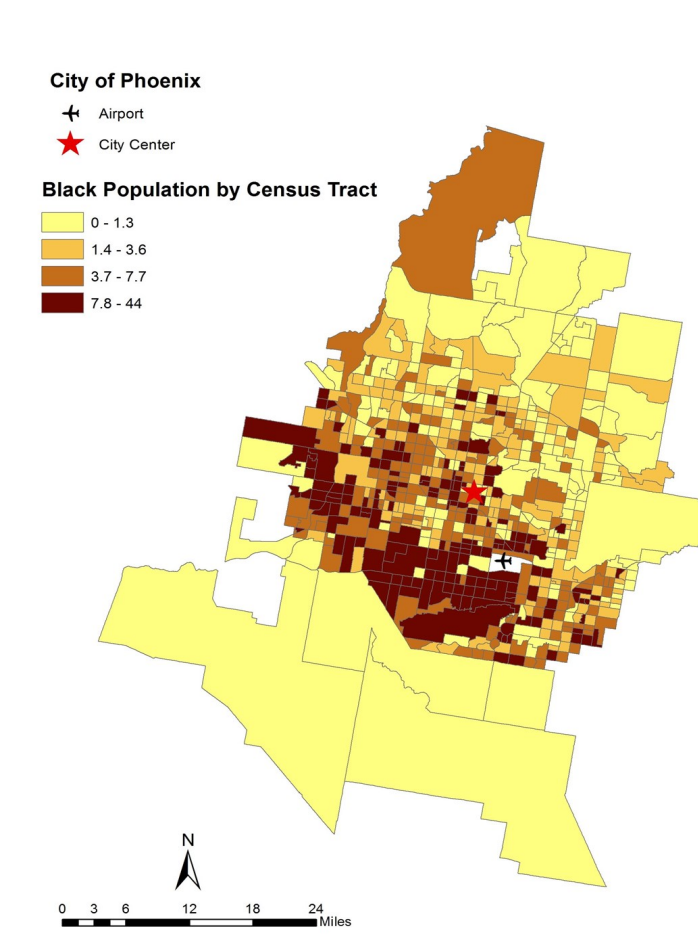 City of Phoenix
Airport
City Center
Black Population by Census Tract
0 - 1.3
1.4 - 3.6
3.7 - 7.7
7.8 - 44
N
0 3 6 12 18 24
Miles